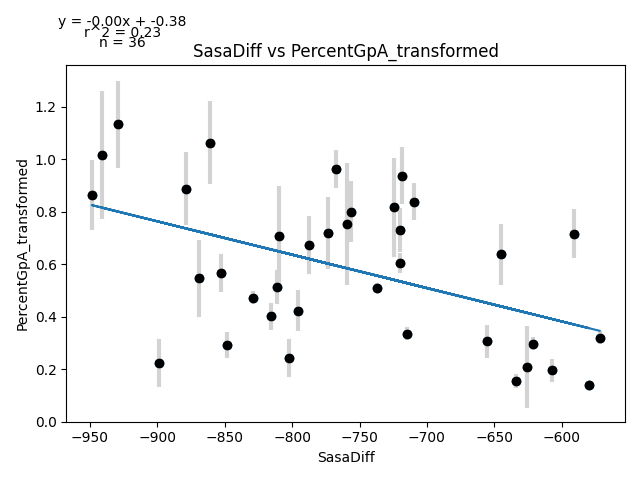 y = -0.00x + -0.38
r^2 = 0.23
n = 36
SasaDiff vs PercentGpA_transformed
1.2
1.0
0.8
0.6
0.4
0.2
0.0
PercentGpA_transformed
−950
−900
−850
−800
−750
−700
−650
−600
SasaDiff